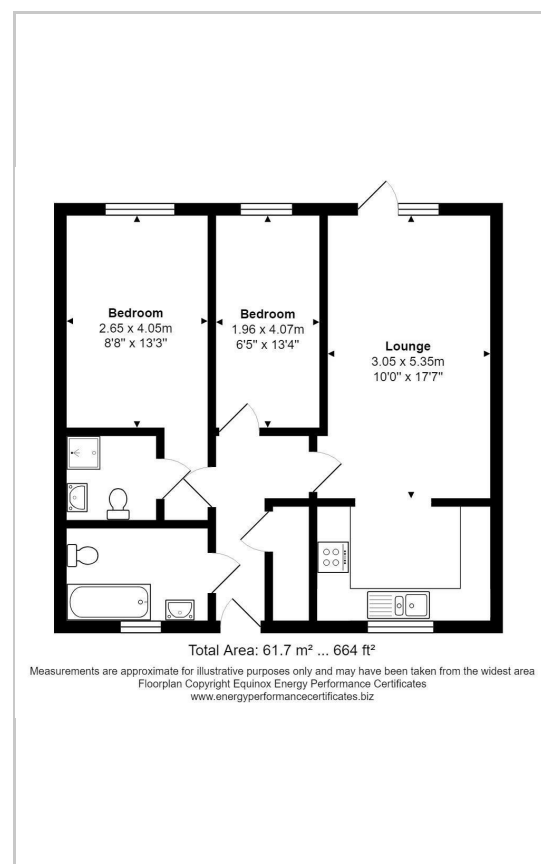 Bedroom
2.65 x 4.05m
8'8" x 13'3"
Bedroom
1.96 x 4.07m
6'5" x 13'4"
Lounge
3.05 x 5.35m
10'0" x 17'7"
Total Area: 61.7 m² ... 664 ft²
Measurements are approximate for illustrative purposes only and may have been taken from the widest area
Floorplan Copyright Equinox Energy Performance Certificates
www.energyperformancecertificates.biz